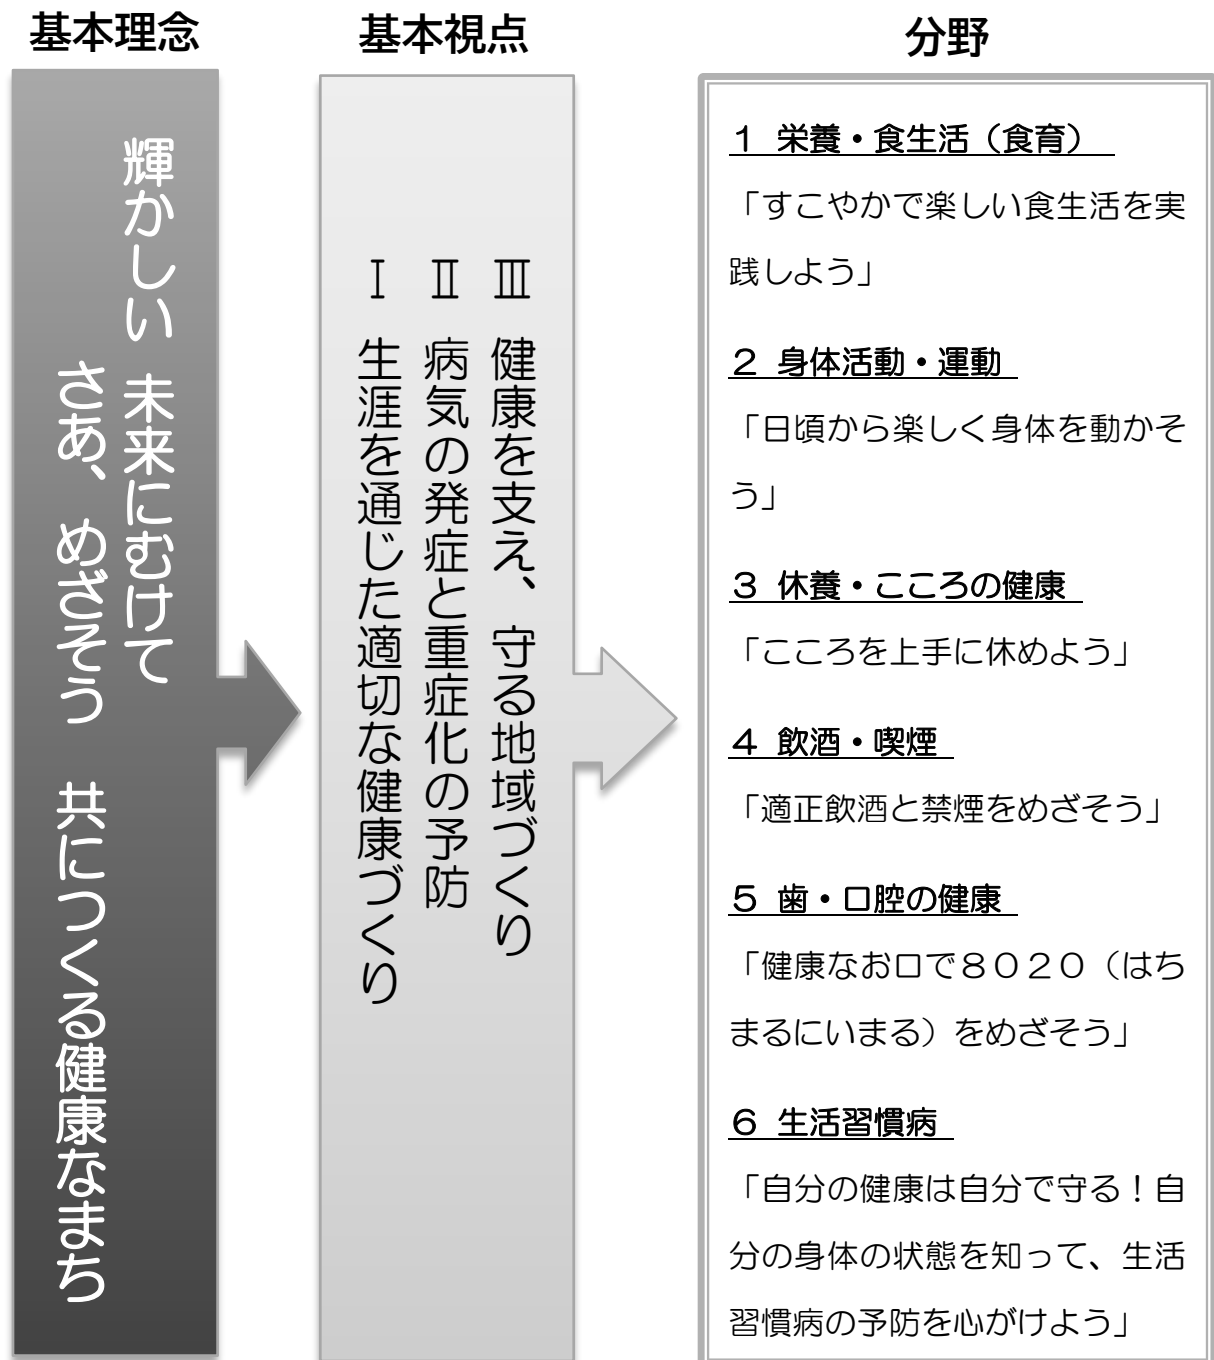 基本理念
輝かしい 未来にむけて
さあ、めざそう 共につくる健康なまち
基本視点
Ⅲ 健康を支え、守る地域づくり
Ⅱ 病気の発症と重症化の予防
Ⅰ 生涯を通じた適切な健康づくり
分野
１ 栄養・食生活（食育）
「すこやかで楽しい食生活を実
践しよう」
２ 身体活動・運動
「日頃から楽しく身体を動かそ
う」
３ 休養・こころの健康
「こころを上手に休めよう」
４ 飲酒・喫煙
「適正飲酒と禁煙をめざそう」
５ 歯・口腔の健康
「健康なお口で８０２０（はち
まるにいまる）をめざそう」
６ 生活習慣病
「自分の健康は自分で守る！自
分の身体の状態を知って、生活
習慣病の予防を心がけよう」